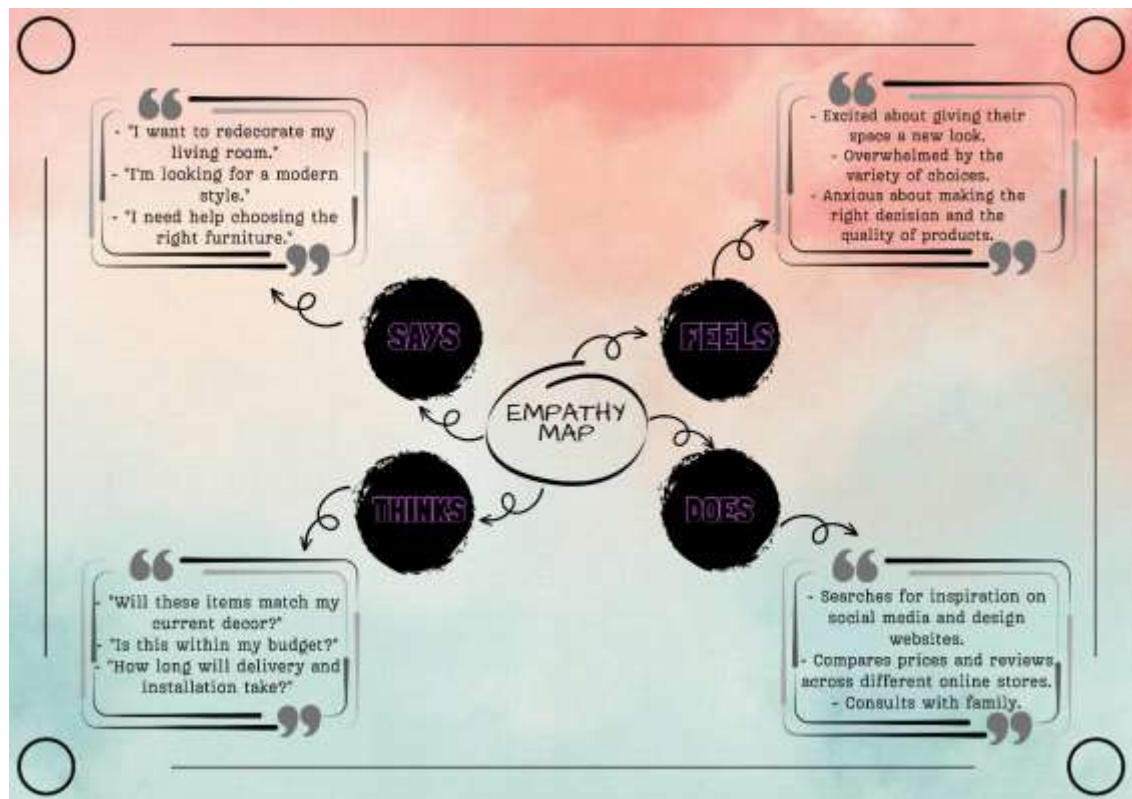 - "I want to redecorate my
living room."
- "I'm looking for a modern
style."
- "I need help choosing the
right furniture."
- Excited about giving their
space a new look.
- Overwhelmed by the
variety of choices.
- Anxious about making the
right decision and the
quality of products.
SAYS
FEELS
EMPATHY
MAP
THINKS
DOES
- "Will these items match my
current decor?"
- "Is this within my budget?"
- "How long will delivery and
installation take?"
- Searches for inspiration on
social media and design
websites.
- Compares prices and reviews
across different online stores.
- Consults with family.